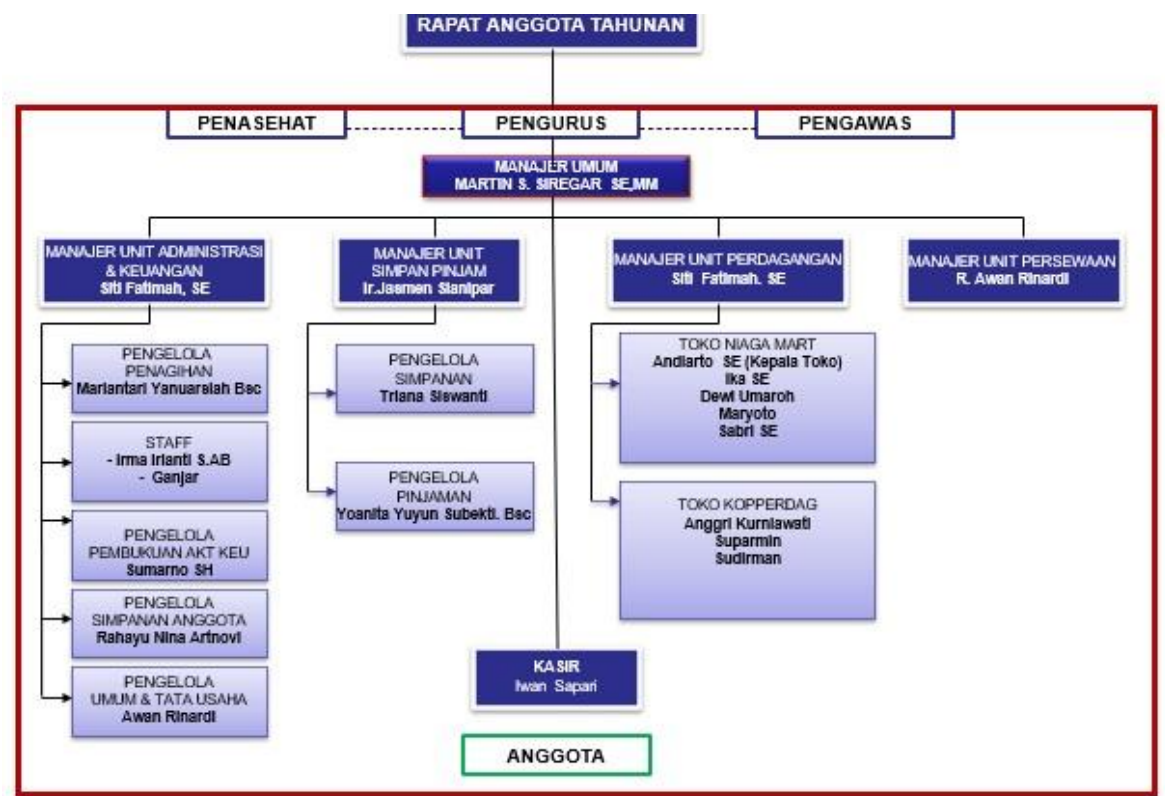 RAPAT ANGGOTA TAHUNAN
PENASEHAT
PENGURUS
PENGAWAS
MANAJER UMUM
MARTIN S. SIREGAR SE,MM
MANAJER UNIT ADMINISTRASI
& KEUANGAN
Siti Fatimah, SE
MANAJER UNIT
SIMPAN PINJAM
Ir.Jasmen Sianipar
MANAJER UNIT PERDAGANGAN
Siti Fatimah. SE
MANAJER UNIT PERSEWAAN
R. Awan Rinardi
PENGELOLA
PENAGIHAN
Mariantari Yanuarsiah Bsc
STAFF
- Irma Irianti S.AB
- Ganjar
PENGELOLA
PEMBUKUAN AKT KEU
Sumarno SH
PENGELOLA
SIMPANAN ANGGOTA
Rahayu Nina Artnovi
PENGELOLA
UMUM & TATA USAHA
Awan Rinardi
PENGELOLA
SIMPANAN
Triana Siswanti
PENGELOLA
PINJAMAN
Yoanita Yuyun Subekti. Bsc
TOKO NIAGA MART
Andiarto SE (Kepala Toko)
Ika SE
Dewi Umaroh
Maryoto
Sabri SE
TOKO KOPPERDAG
Anggri Kurniawati
Suparmin
Sudirman
KASIR
Iwan Sapari
ANGGOTA